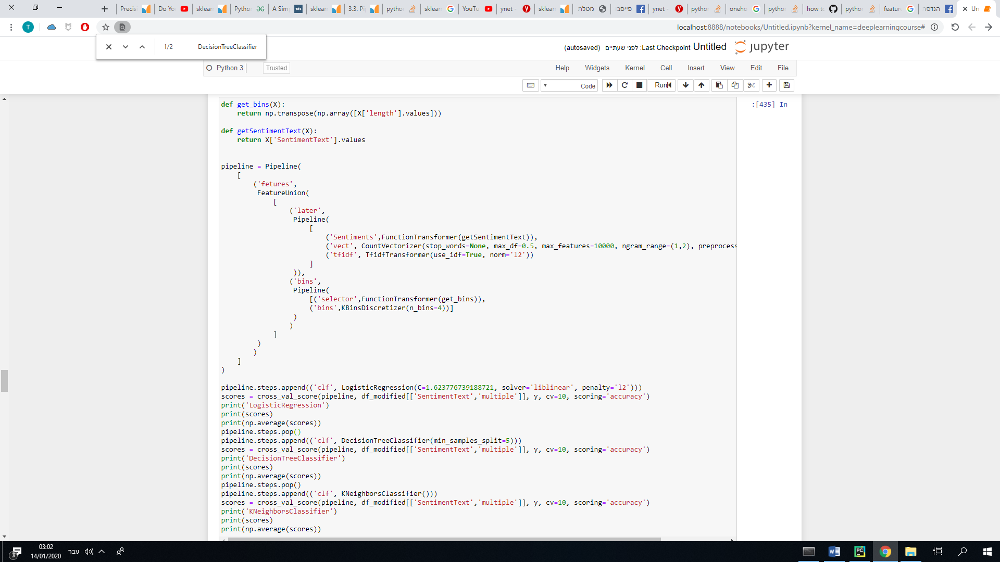 Precis
Do Yo
sklear
Pytho
A Sim
sklear
3.3. Pi
pytho
sklear
YouTu
ynet -
sklear
מטלת
פייסבו
ynet -
pytho
oneho
pytho
how to
pytho
featur
הנדסה
Un
localhost:8888/notebooks/Untitled.ipynb?kernel_name=deeplearningcourse#
1/2 DecisionTreeClassifier
(autosaved) לפני שעתיים :Last Checkpoint Untitled jupyter
Python 3 Trusted Help Widgets Kernel Cell Insert View Edit File
Code Run
:[435] In
def get_bins(X):
    return np.transpose(np.array([X['length'].values]))
def getSentimentText(X):
    return X['SentimentText'].values
pipeline = Pipeline(
    [
        ('fetures',
         FeatureUnion(
             [
                 ('later',
                  Pipeline(
                      [
                          ('Sentiments',FunctionTransformer(getSentimentText)),
                          ('vect', CountVectorizer(stop_words=None, max_df=0.5, max_features=10000, ngram_range=(1,2), preprocess
                          ('tfidf', TfidfTransformer(use_idf=True, norm='l2'))
                      ]
                  )),
                 ('bins',
                  Pipeline(
                      [('selector',FunctionTransformer(get_bins)),
                      ('bins',KBinsDiscretizer(n_bins=4))]
                  )
                 )
             ]
         )
        )
    ]
)
pipeline.steps.append(('clf', LogisticRegression(C=1.623776739188721, solver='liblinear', penalty='l2')))
scores = cross_val_score(pipeline, df_modified[['SentimentText','multiple']], y, cv=10, scoring='accuracy')
print('LogisticRegression')
print(scores)
print(np.average(scores))
pipeline.steps.pop()
pipeline.steps.append(('clf', DecisionTreeClassifier(min_samples_split=5)))
scores = cross_val_score(pipeline, df_modified[['SentimentText','multiple']], y, cv=10, scoring='accuracy')
print('DecisionTreeClassifier')
print(scores)
print(np.average(scores))
pipeline.steps.pop()
pipeline.steps.append(('clf', KNeighborsClassifier()))
scores = cross_val_score(pipeline, df_modified[['SentimentText','multiple']], y, cv=10, scoring='accuracy')
print('KNeighborsClassifier')
print(scores)
print(np.average(scores))
03:02
14/01/2020
עבר
3